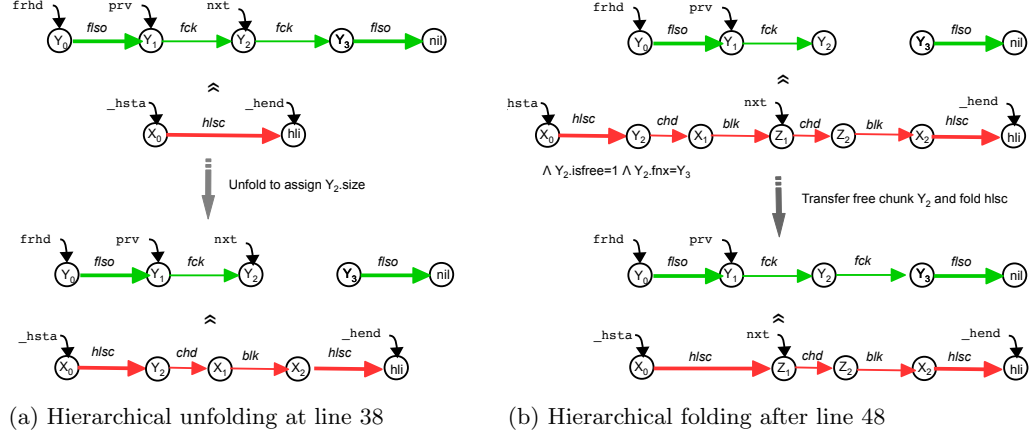 frhd prv nxt
flso fck fck flso
Y0 Y1 Y2 Y3 nil
_hsta _hend
hlsc
X0 hli
Unfold to assign Y2.size
frhd prv nxt
flso fck flso
Y0 Y1 Y2 Y3 nil
_hsta _hend
hlsc chd blk hlsc
X0 Y2 X1 X2 hli
(a) Hierarchical unfolding at line 38
frhd prv
flso fck flso
Y0 Y1 Y2 Y3 nil
hsta nxt _hend
hlsc chd blk chd blk hlsc
X0 Y2 X1 Z1 Z2 X2 hli
Λ Y2.isfree=1 Λ Y2.fnx=Y3
Transfer free chunk Y2 and fold hlsc
frhd prv
flso fck fck flso
Y0 Y1 Y2 Y3 nil
_hsta nxt _hend
hlsc chd blk hlsc
X0 Z1 Z2 X2 hli
(b) Hierarchical folding after line 48